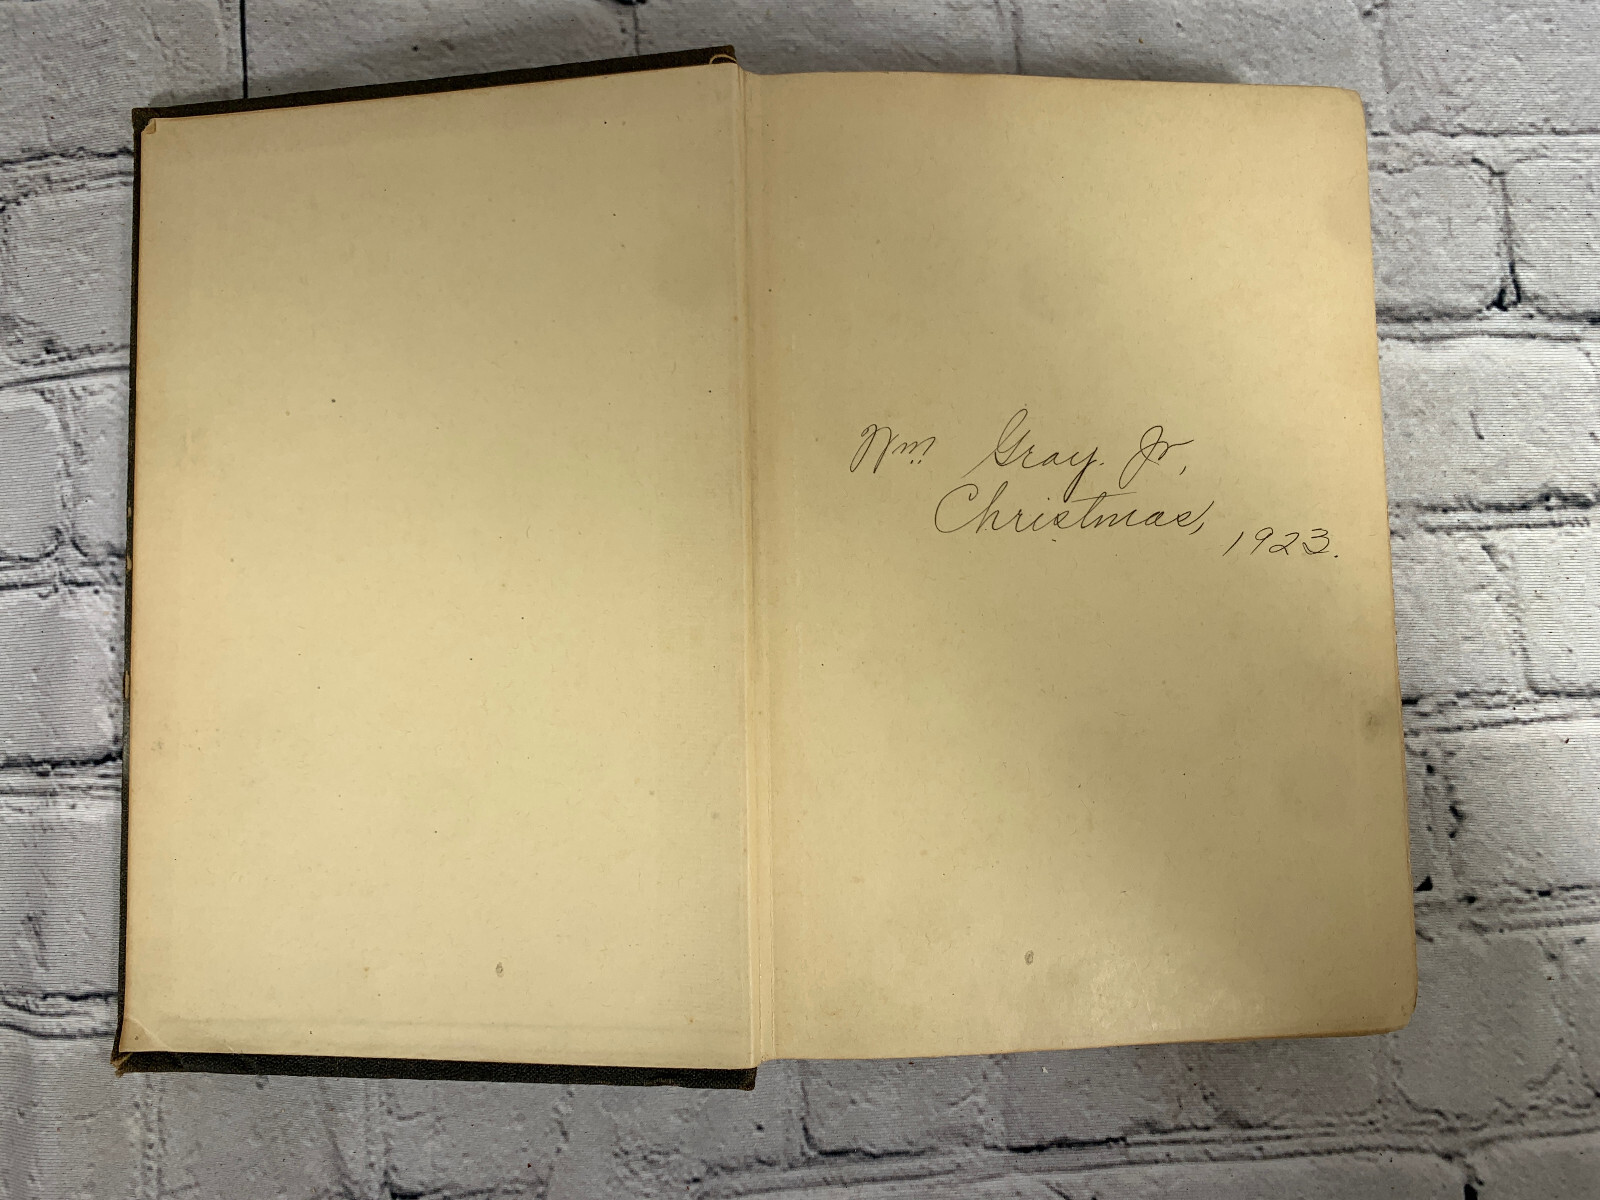 Wm Gray. Jr,
Christmas,
1923.